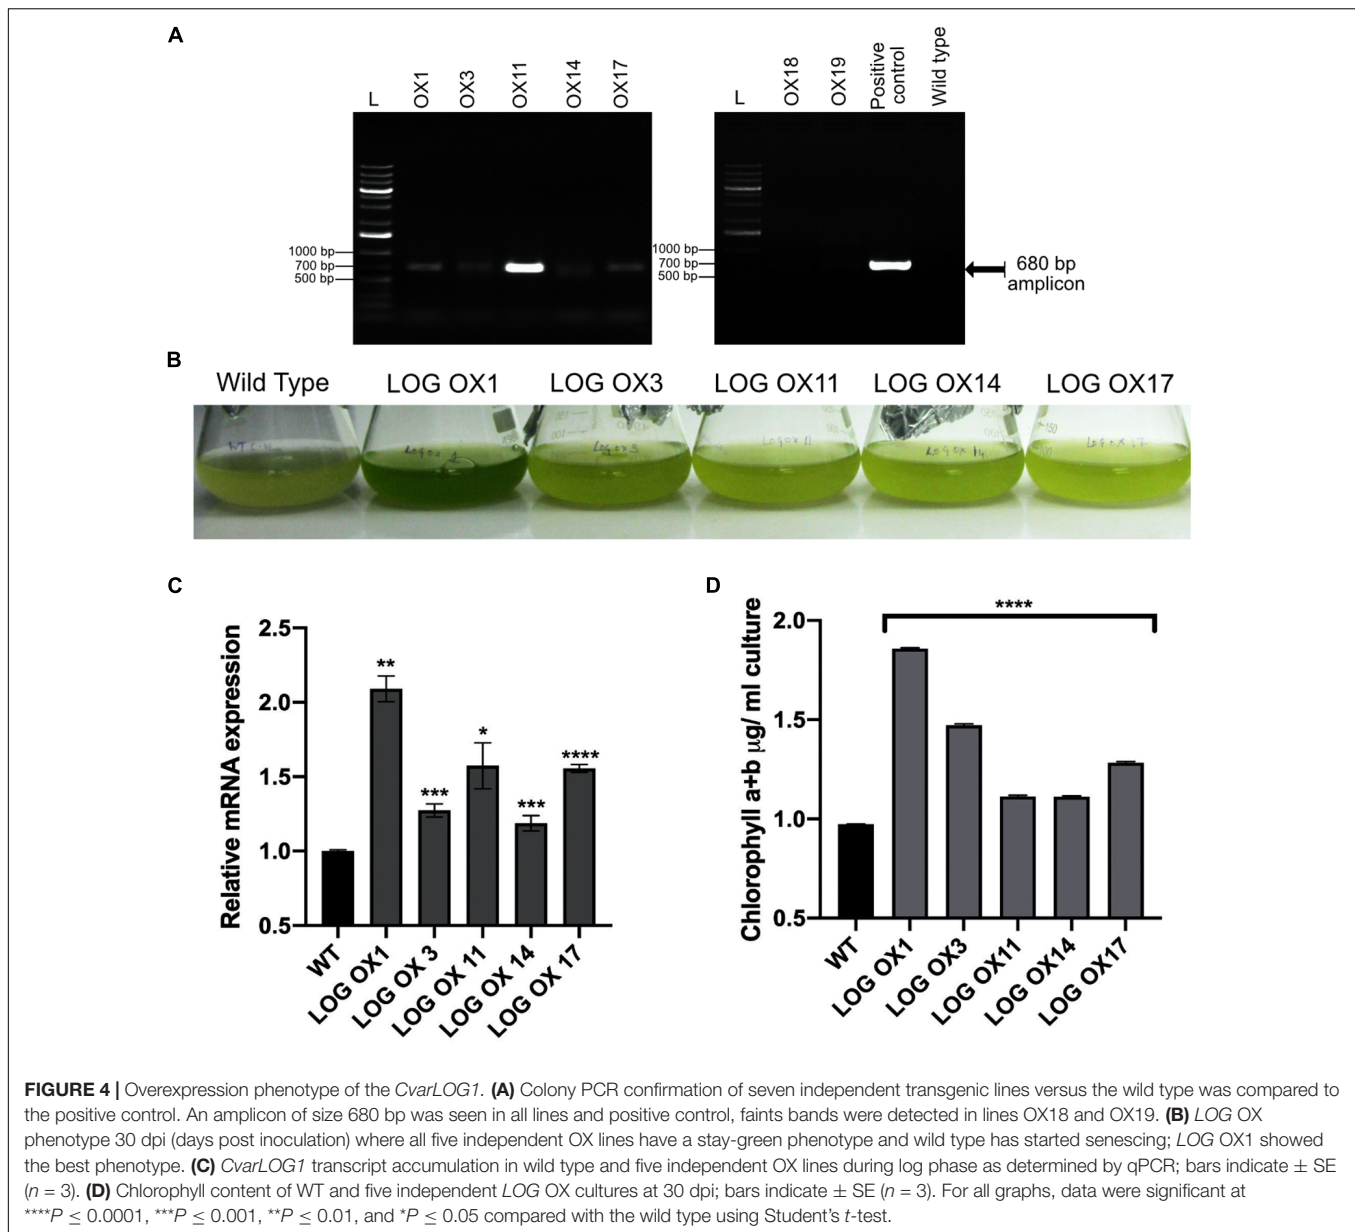 A
L
OX1
OX3
OX11
OX14
OX17
1000 bp
700 bp
500 bp
L
OX18
OX19
Positive
control
Wild type
1000 bp
700 bp
500 bp
680 bp
amplicon
B
Wild Type
LOG OX1
LOG OX3
LOG OX11
LOG OX14
LOG OX17
C
Relative mRNA expression
2.5
2.0
1.5
1.0
0.5
**
***
*
***
****
WT
LOG OX1
LOG OX 3
LOG OX 11
LOG OX 14
LOG OX 17
D
Chlorophyll a+b μg/ ml culture
2.0
1.5
1.0
0.5
****
WT
LOG OX1
LOG OX3
LOG OX11
LOG OX14
LOG OX17
FIGURE 4 | Overexpression phenotype of the CvarLOG1. (A) Colony PCR confirmation of seven independent transgenic lines versus the wild type was compared to
the positive control. An amplicon of size 680 bp was seen in all lines and positive control, faints bands were detected in lines OX18 and OX19. (B) LOG OX
phenotype 30 dpi (days post inoculation) where all five independent OX lines have a stay-green phenotype and wild type has started senescing; LOG OX1 showed
the best phenotype. (C) CvarLOG1 transcript accumulation in wild type and five independent OX lines during log phase as determined by qPCR; bars indicate ± SE
(n = 3). (D) Chlorophyll content of WT and five independent LOG OX cultures at 30 dpi; bars indicate ± SE (n = 3). For all graphs, data were significant at
****P ≤ 0.0001, ***P ≤ 0.001, **P ≤ 0.01, and *P ≤ 0.05 compared with the wild type using Student's t-test.